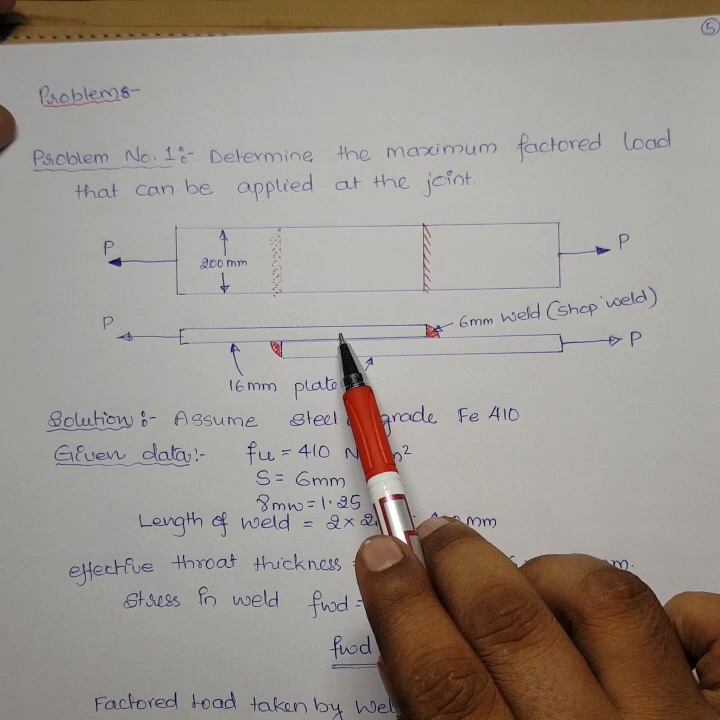 5
Problems-
Problem No.1:- Determine the maximum factored load
that can be applied at the joint.
P
200mm
P
P
6mm weld (shop weld)
P
16mm plate
Solution :- Assume Steel grade Fe 410
Given data:- fu = 410
S = 6mm
γmw = 1.25
Length of weld = 2×2 mm
effective throat thickness =
Stress in weld fwd =
fwd
Factored load taken by